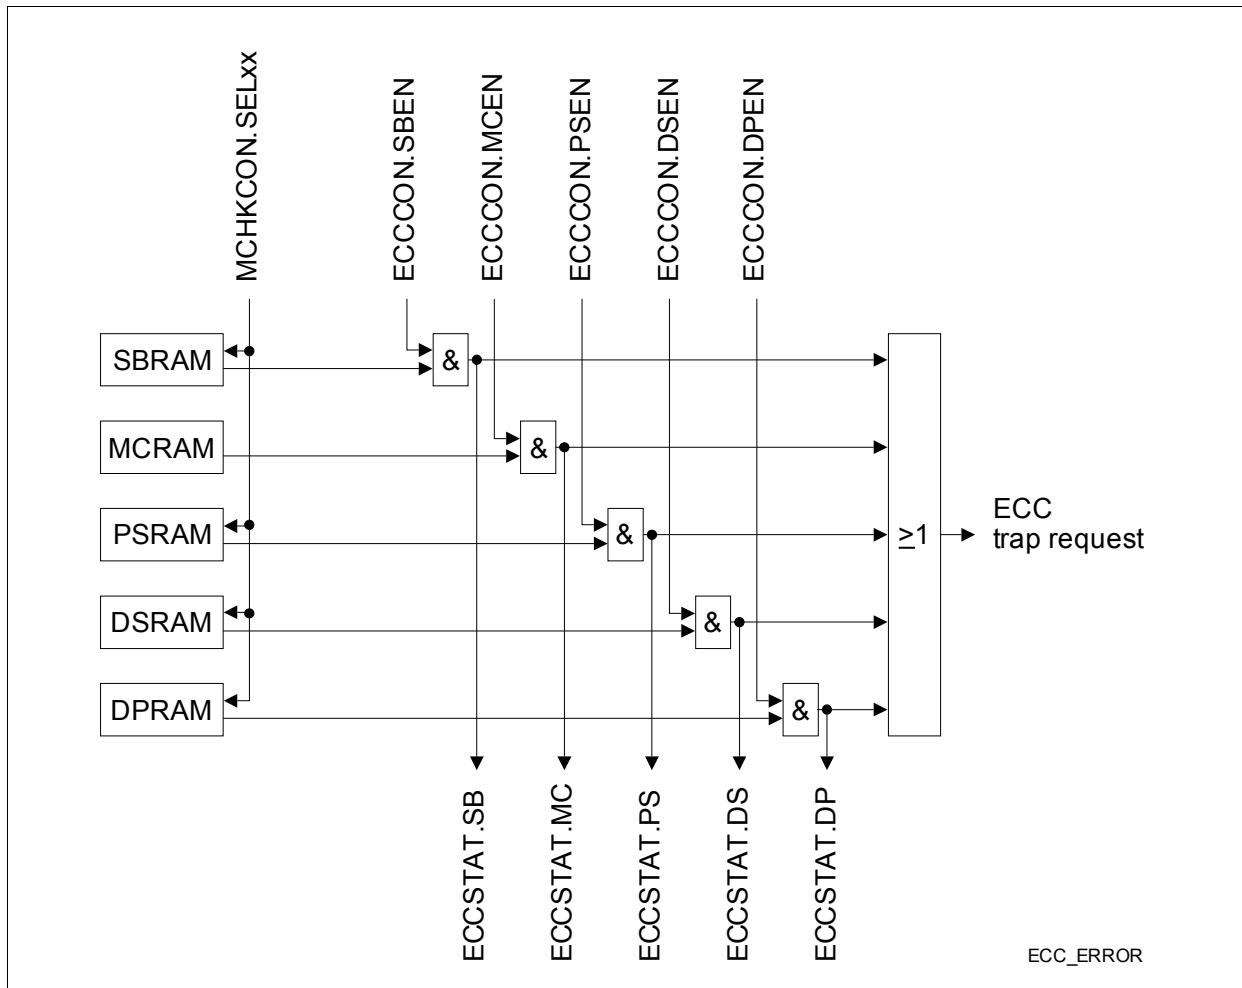 MCHKCON.SELxx
ECCCON.SBEN
ECCCON.MCEN
ECCCON.PSEN
ECCCON.DSEN
ECCCON.DPEN
SBRAM
&
MCRAM
&
PSRAM
&
≥1
ECC
trap request
DSRAM
&
DPRAM
&
ECCSTAT.SB
ECCSTAT.MC
ECCSTAT.PS
ECCSTAT.DS
ECCSTAT.DP
ECC_ERROR